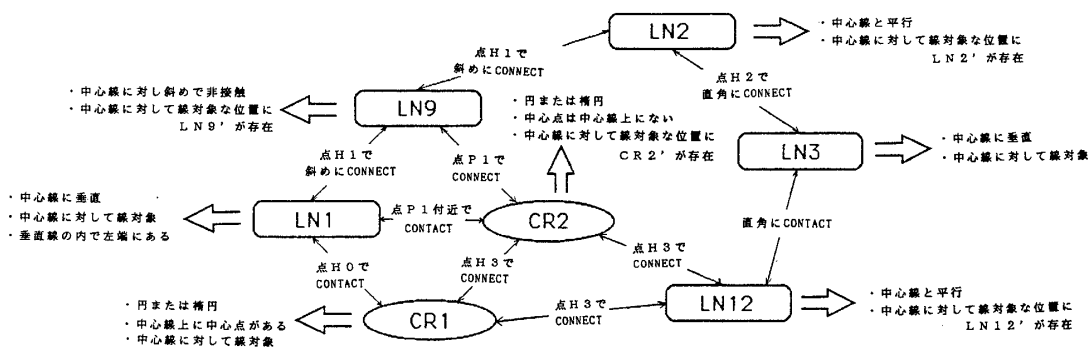 点H1で
斜めにCONNECT
LN2
・中心線と平行
・中心線に対して線対象な位置に
LN2'が存在
・中心線に対し斜めで非接触
・中心線に対して線対象な位置に
LN9'が存在
LN9
・円または楕円
・中心点は中心線上にない
・中心線に対して線対象な位置に
CR2'が存在
点H2で
直角にCONNECT
LN3
・中心線に垂直
・中心線に対して線対象
点H1で
斜めにCONNECT
点P1で
CONNECT
・中心線に垂直
・中心線に対して線対象
・垂直線の内で左端にある
LN1
点P1付近で
CONTACT
CR2
直角にCONTACT
点H0で
CONTACT
点H3で
CONNECT
点H3で
CONNECT
・円または楕円
・中心線上に中心点がある
・中心線に対して線対象
CR1
点H3で
CONNECT
LN12
・中心線と平行
・中心線に対して線対象な位置に
LN12'が存在